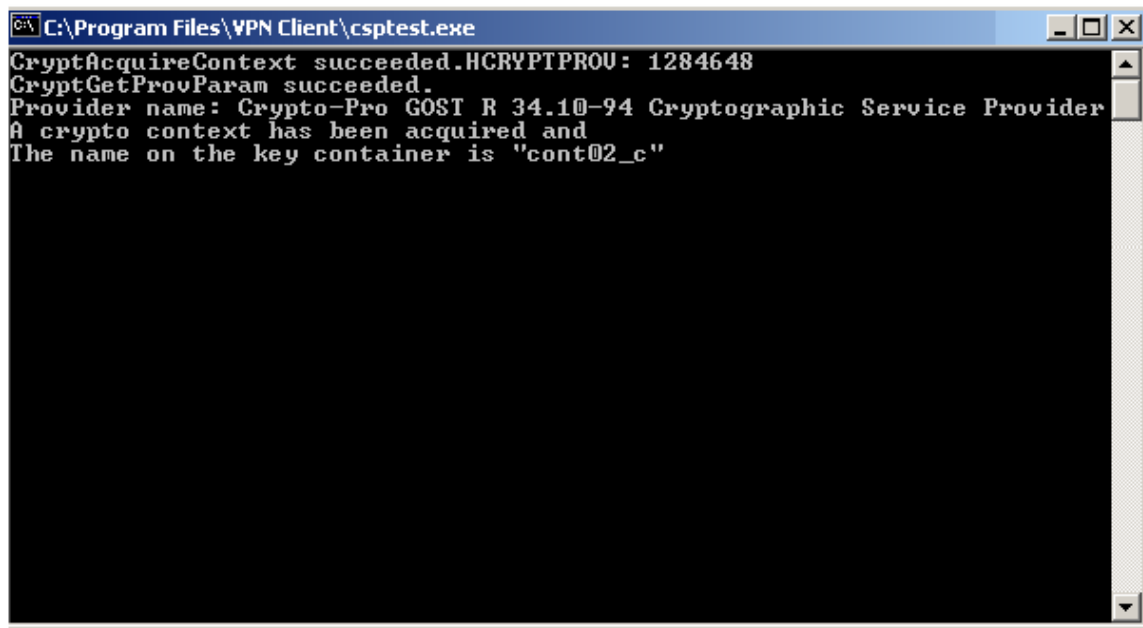 C:\Program Files\VPN Client\csptest.exe
CryptAcquireContext succeeded.HCRYPTPROV: 1284648
CryptGetProvParam succeeded.
Provider name: Crypto-Pro GOST R 34.10-94 Cryptographic Service Provider
A crypto context has been acquired and
The name on the key container is "cont02_c"